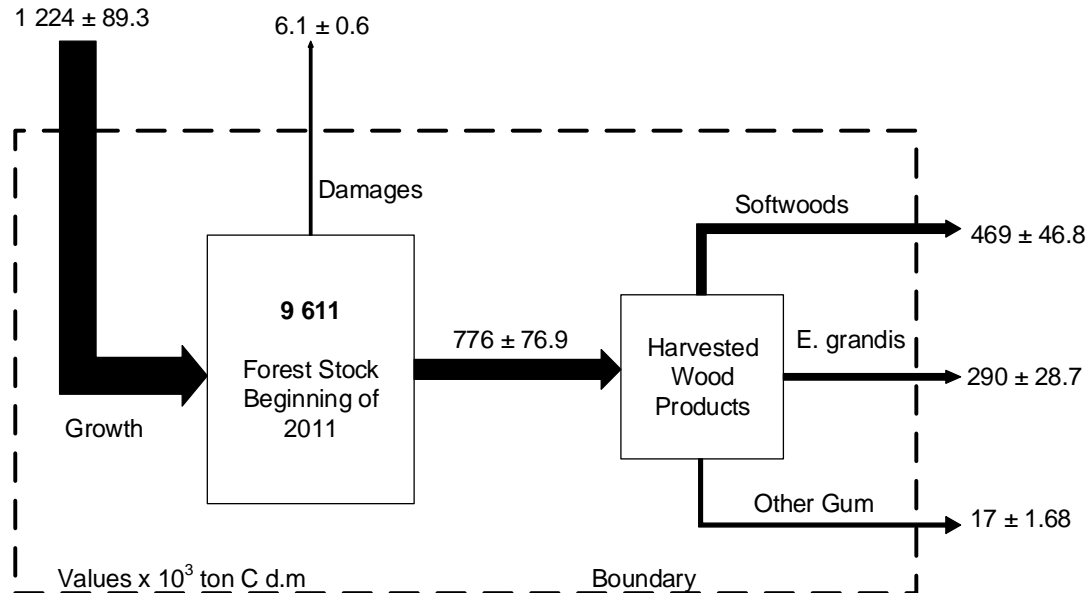 1 224 ± 89.3
6.1 ± 0.6
Damages
Softwoods
469 ± 46.8
9 611
Forest Stock
Beginning of
2011
776 ± 76.9
Harvested
Wood
Products
E. grandis
290 ± 28.7
Growth
Other Gum
17 ± 1.68
Values x 10³ ton C d.m
Boundary